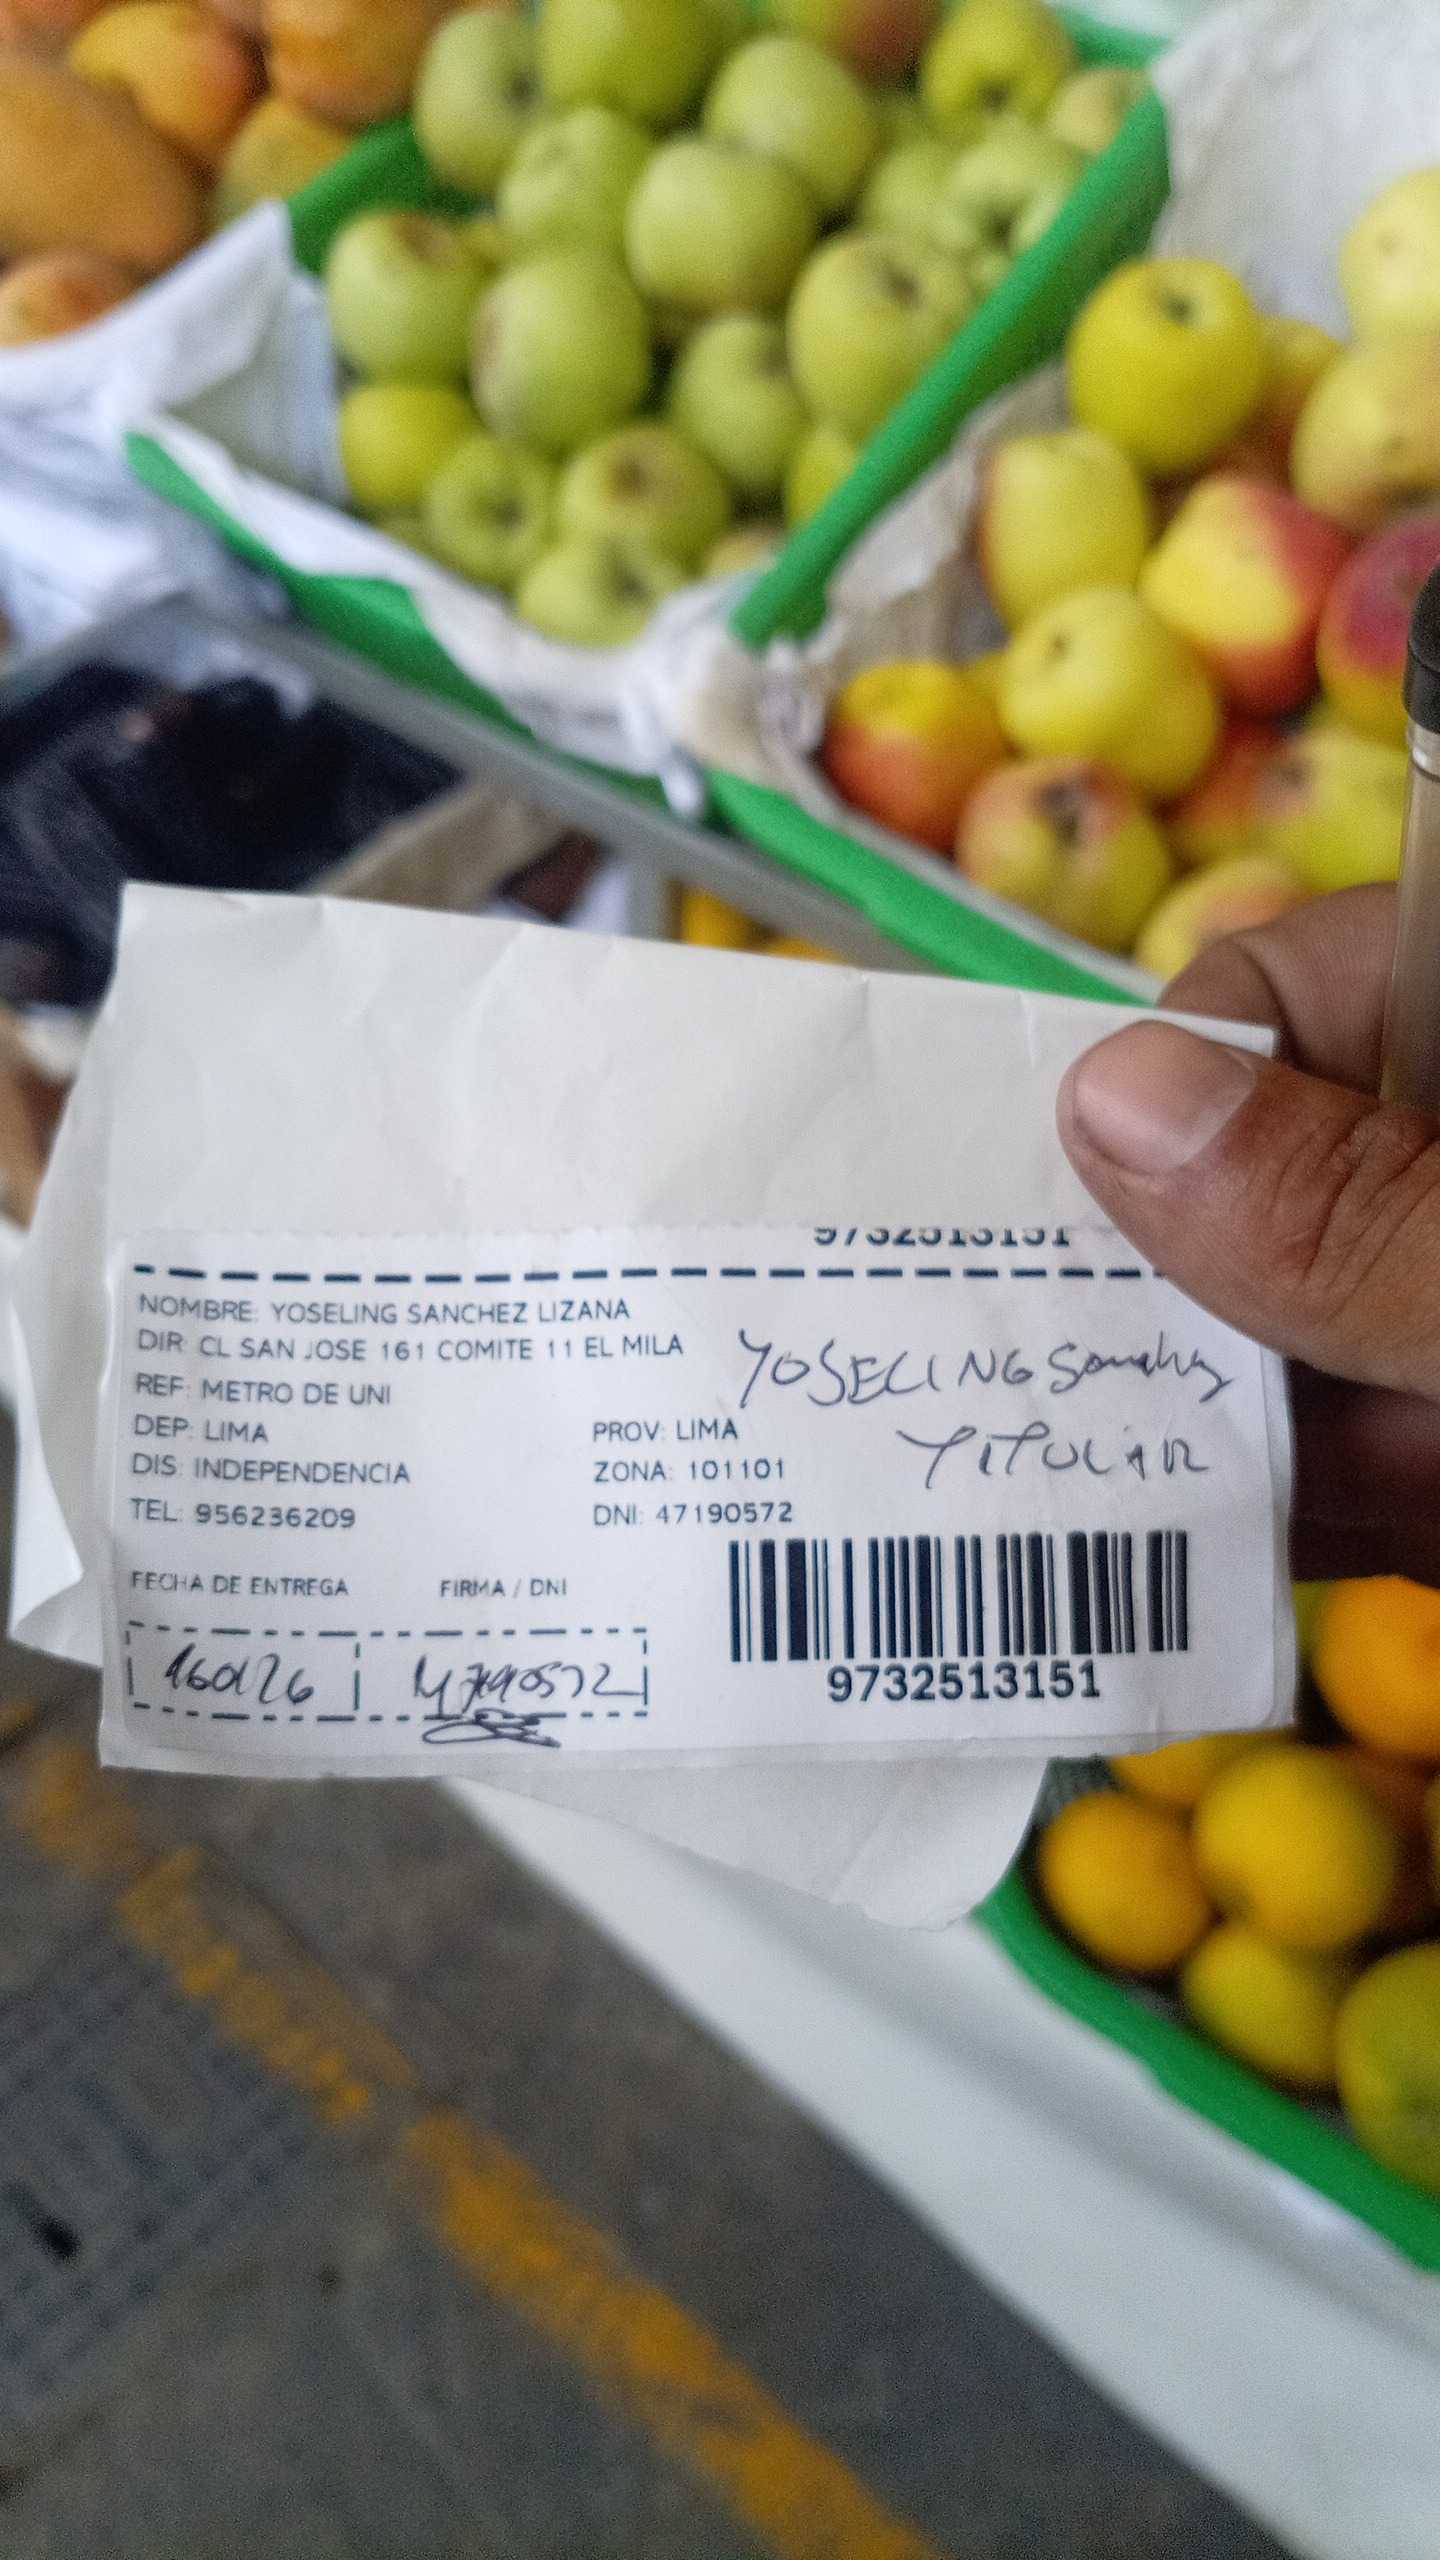 9732513151
NOMBRE: YOSELING SANCHEZ LIZANA
DIR: CL SAN JOSE 161 COMITE 11 EL MILA
YOSELING Sanchez
REF: METRO DE UNI
DEP: LIMA PROV: LIMA
TITULAR
DIS: INDEPENDENCIA ZONA: 101101
TEL: 956236209 DNI: 47190572
FECHA DE ENTREGA FIRMA / DNI
160126 47190572
9732513151